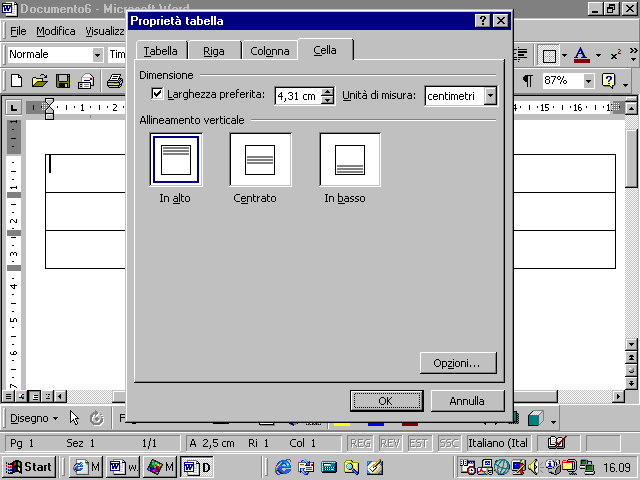 Documento6 - Microsoft Word
Proprietà tabella
File Modifica Visualizza
Normale Tim
Tabella Riga Colonna Cella
Dimensione
Larghezza preferita: 4,31 cm Unità di misura: centimetri
87%
Allineamento verticale
In alto Centrato In basso
Opzioni...
OK Annulla
Disegno
Pg 1 Sez 1 1/1 A 2,5 cm Ri 1 Col 1 REG REV EST SSC Italiano (Ital
Start M w. M D 16.09